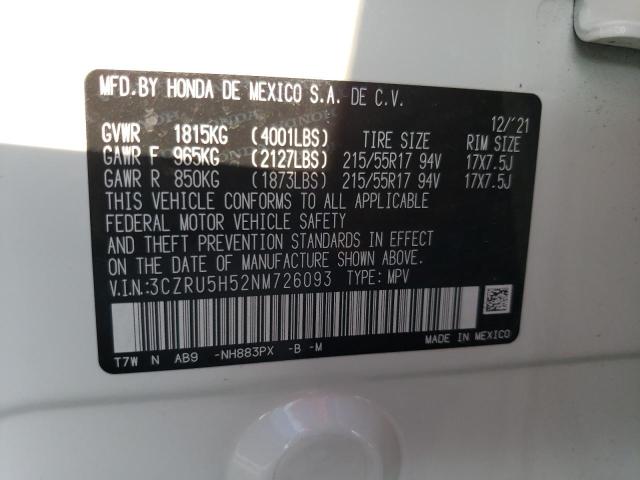 MFD.BY HONDA DE MEXICO S.A. DE C.V.
12/'21
GVWR 1815KG (4001LBS) TIRE SIZE RIM SIZE
GAWR F 965KG (2127LBS) 215/55R17 94V 17X7.5J
GAWR R 850KG (1873LBS) 215/55R17 94V 17X7.5J
THIS VEHICLE CONFORMS TO ALL APPLICABLE
FEDERAL MOTOR VEHICLE SAFETY
AND THEFT PREVENTION STANDARDS IN EFFECT
ON THE DATE OF MANUFACTURE SHOWN ABOVE.
V.I.N:3CZRU5H52NM726093 TYPE: MPV
T7W N AB9 -NH883PX -B -M
MADE IN MEXICO